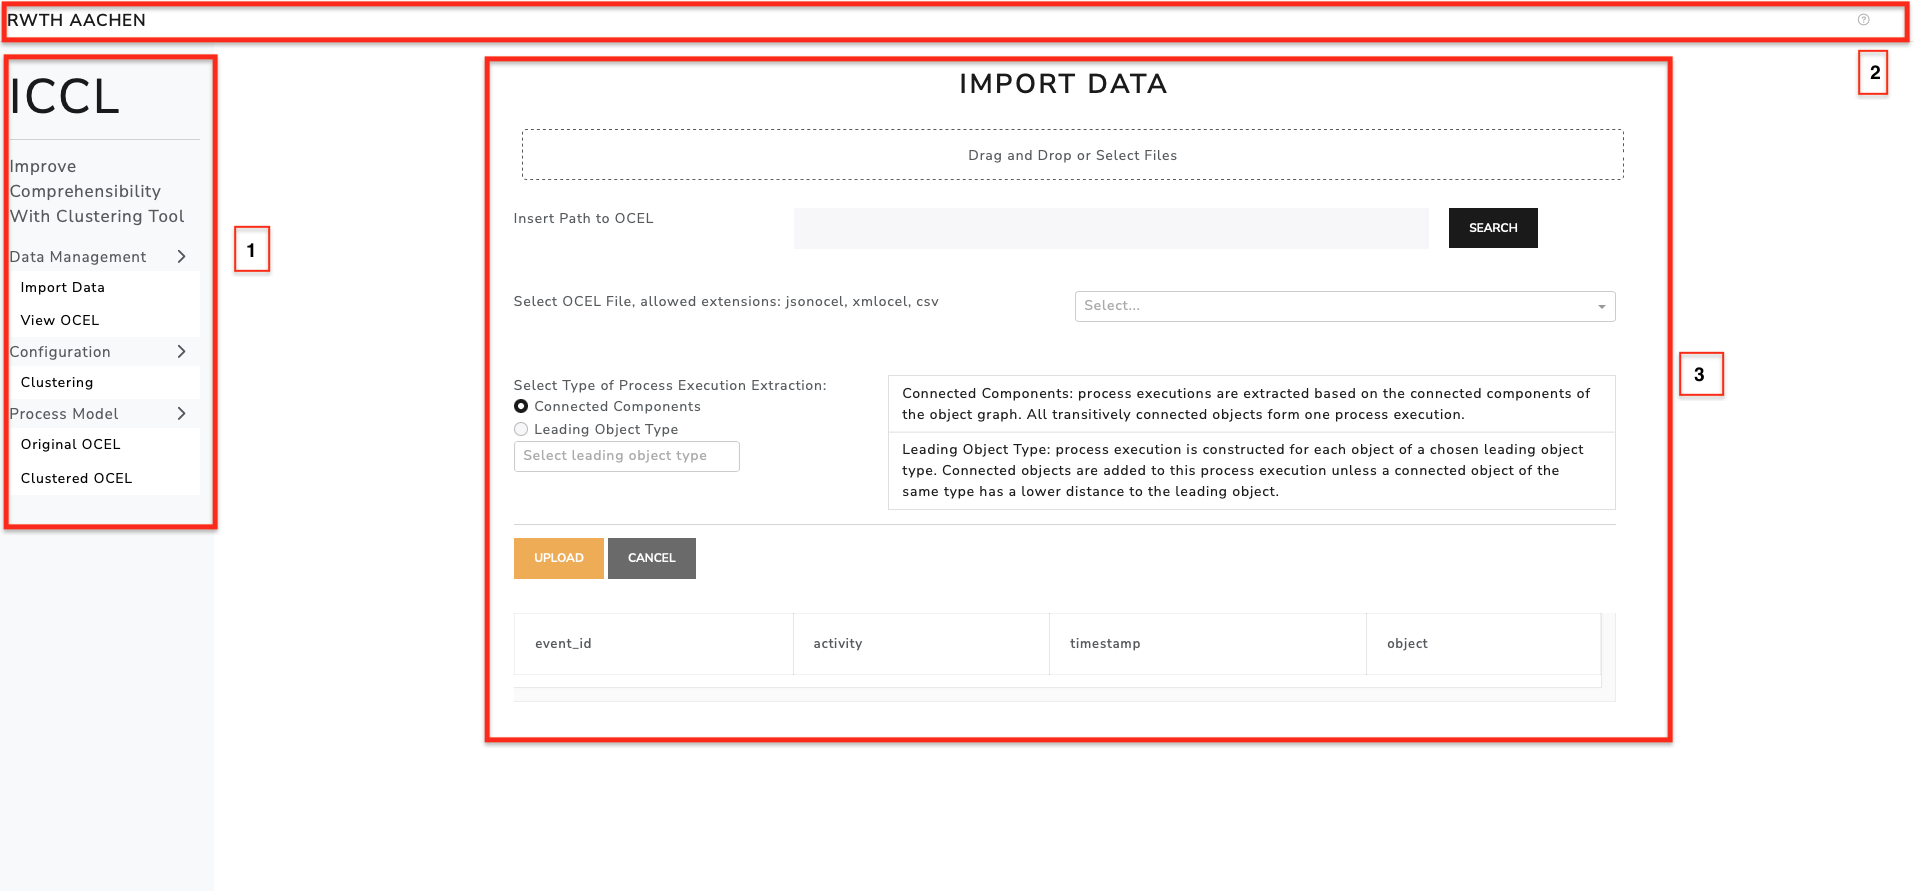 RWTH AACHEN
?
2
ICCL
Improve
Comprehensibility
With Clustering Tool
Data Management
Import Data
View OCEL
Configuration
Clustering
Process Model
Original OCEL
Clustered OCEL
1
IMPORT DATA
Drag and Drop or Select Files
Insert Path to OCEL
SEARCH
Select OCEL File, allowed extensions: jsonocel, xmlocel, csv
Select...
Select Type of Process Execution Extraction:
Connected Components
Leading Object Type
Select leading object type
Connected Components: process executions are extracted based on the connected components of
the object graph. All transitively connected objects form one process execution.
Leading Object Type: process execution is constructed for each object of a chosen leading object
type. Connected objects are added to this process execution unless a connected object of the
same type has a lower distance to the leading object.
UPLOAD
CANCEL
event_id activity timestamp object
3